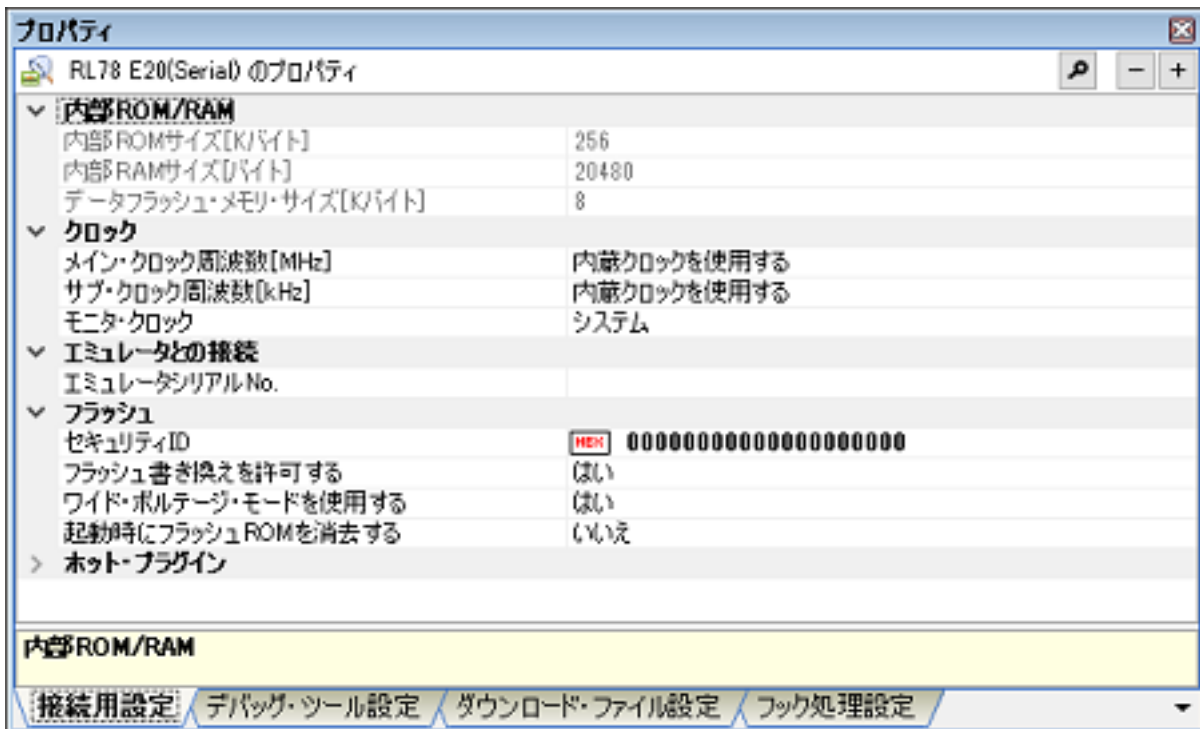 プロパティ
RL78 E20(Serial) のプロパティ
内部ROM/RAM
内部ROMサイズ[Kバイト] 256
内部RAMサイズ[バイト] 20480
データフラッシュ・メモリ・サイズ[Kバイト] 8
クロック
メイン・クロック周波数[MHz] 内蔵クロックを使用する
サブ・クロック周波数[kHz] 内蔵クロックを使用する
モニタ・クロック システム
エミュレータとの接続
エミュレータシリアルNo.
フラッシュ
セキュリティID HEX 00000000000000000000
フラッシュ書き換えを許可する はい
ワイド・ボルテージ・モードを使用する はい
起動時にフラッシュROMを消去する いいえ
ホット・プラグイン
内部ROM/RAM
接続用設定 デバッグ・ツール設定 ダウンロード・ファイル設定 フック処理設定